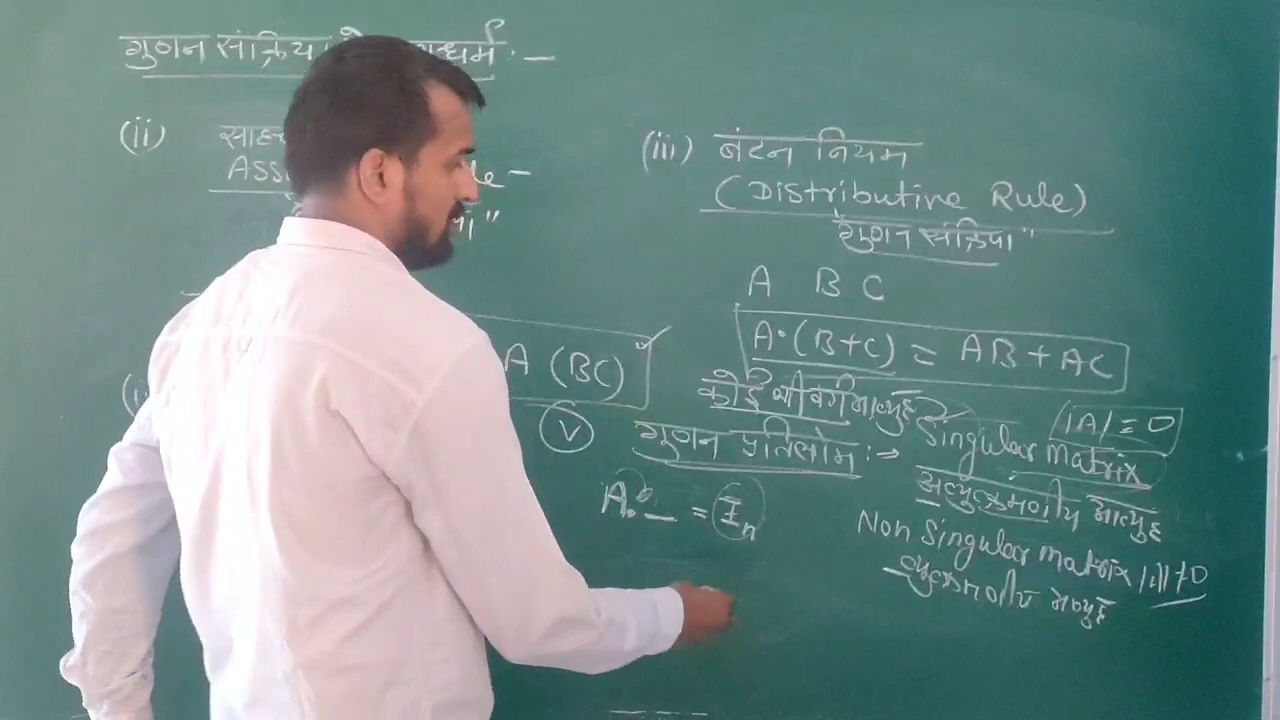 गुणन संक्रिया धर्म :-
(ii)
(iii) बंटन नियम
(Distributive Rule)
"गुणन संक्रिया"
A B C
A (BC)
A·(B+C) = AB + AC
कोई भी वर्ग आव्यूह
|A| = 0
(v) गुणन प्रतिलोम :→ Singular matrix
अव्युत्क्रमणीय आव्यूह
A. _ = In
Non Singular matrix |A| ≠ 0
व्युत्क्रमणीय आव्यूह